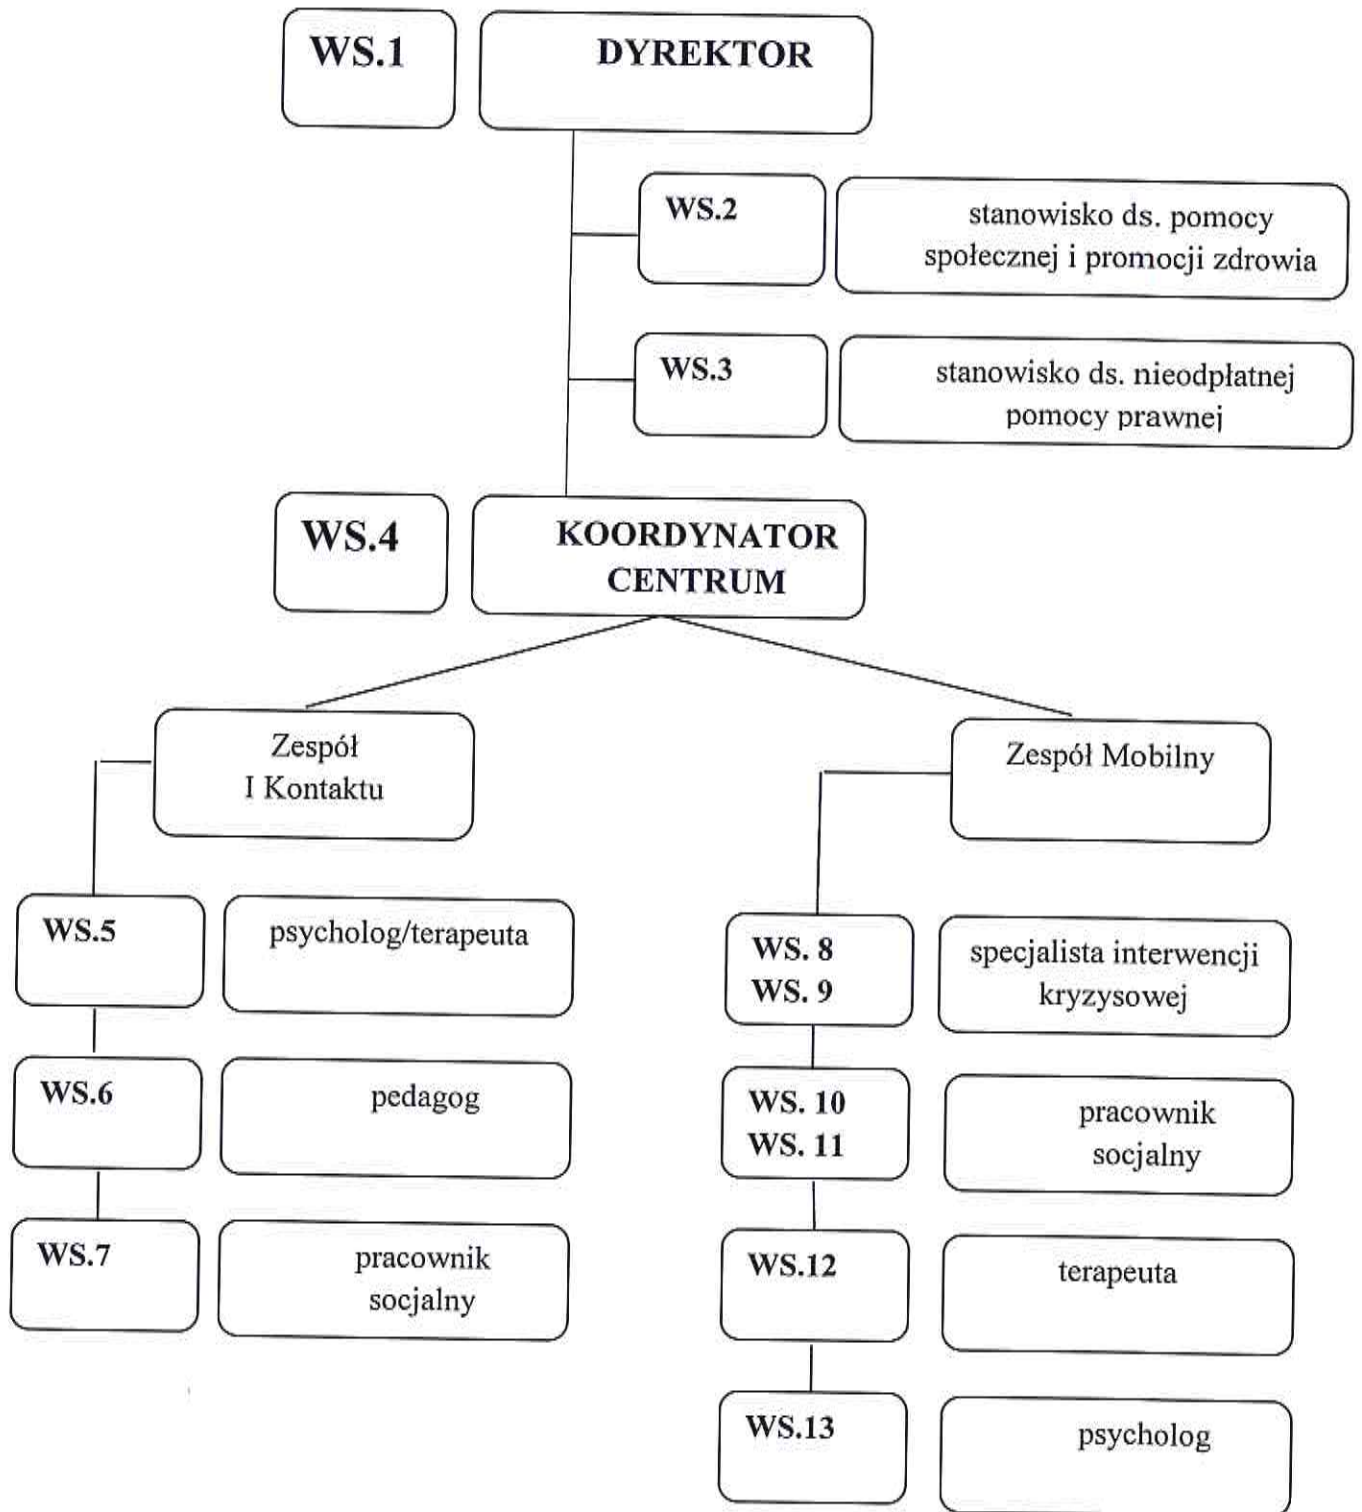 WS.1
DYREKTOR
WS.2
stanowisko ds. pomocy
społecznej i promocji zdrowia
WS.3
stanowisko ds. nieodpłatnej
pomocy prawnej
WS.4
KOORDYNATOR
CENTRUM
Zespół
I Kontaktu
Zespół Mobilny
WS.5
psycholog/terapeuta
WS.6
pedagog
WS.7
pracownik
socjalny
WS. 8
WS. 9
specjalista interwencji
kryzysowej
WS. 10
WS. 11
pracownik
socjalny
WS.12
terapeuta
WS.13
psycholog